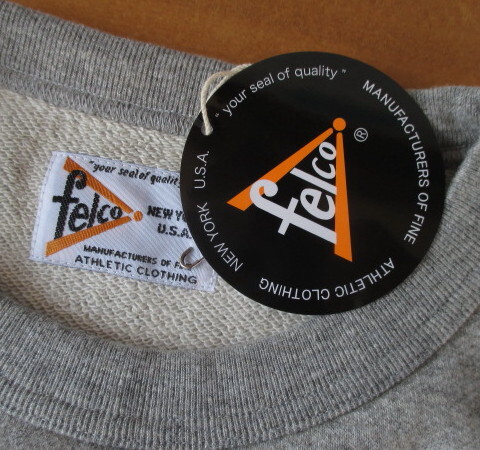 "your seal of quality"
felco
NEW YO
U.S.A.
MANUFACTURERS OF F
ATHLETIC CLOTHING
"your seal of quality"
MANUFACTURERS OF FINE
ATHLETIC CLOTHING
NEW YORK U.S.A.
felco ®